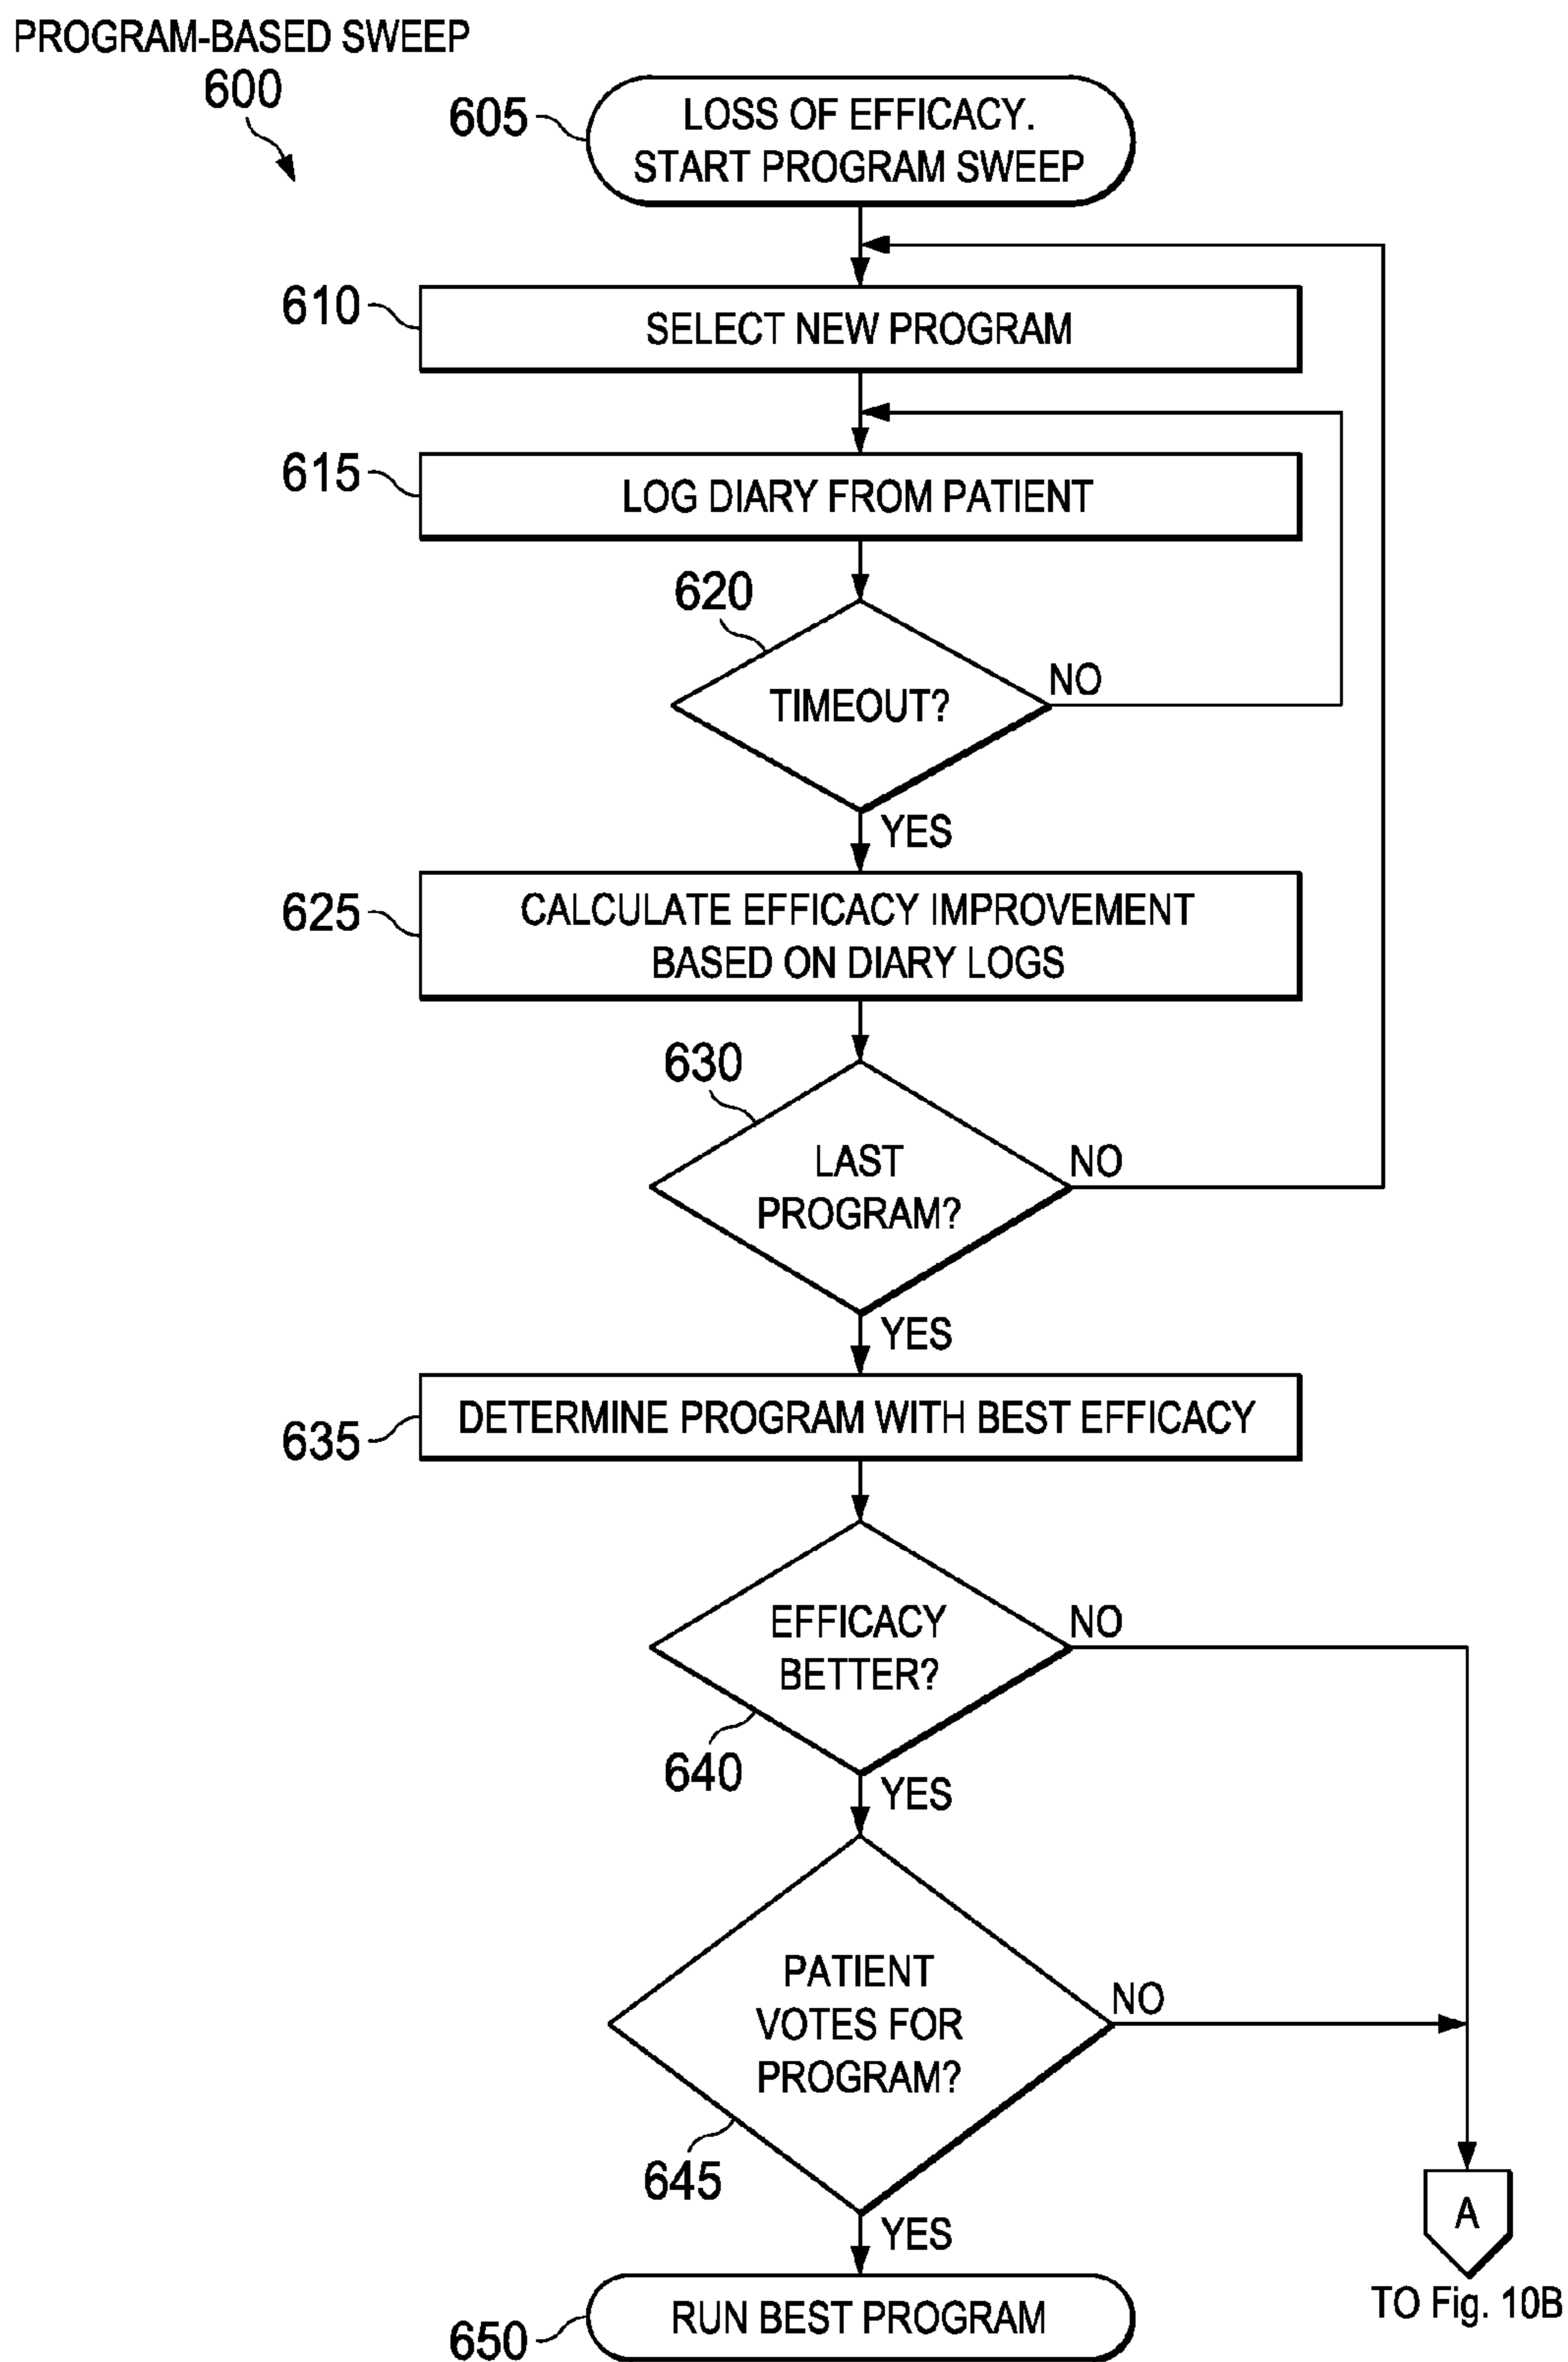 PROGRAM-BASED SWEEP
600
605
LOSS OF EFFICACY.
START PROGRAM SWEEP
610
SELECT NEW PROGRAM
615
LOG DIARY FROM PATIENT
620
TIMEOUT?
NO
YES
625
CALCULATE EFFICACY IMPROVEMENT
BASED ON DIARY LOGS
630
LAST
PROGRAM?
NO
YES
635
DETERMINE PROGRAM WITH BEST EFFICACY
EFFICACY
BETTER?
NO
640
YES
PATIENT
VOTES FOR
PROGRAM?
NO
645
YES
A
TO Fig. 10B
650
RUN BEST PROGRAM